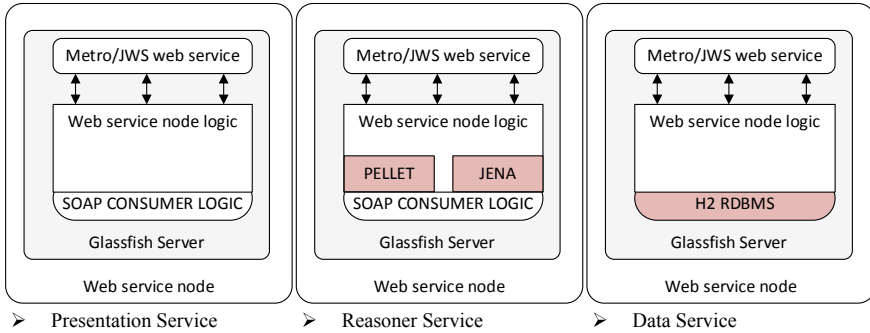 Metro/JWS web service
Web service node logic
SOAP CONSUMER LOGIC
Glassfish Server
Web service node
➢ Presentation Service
Metro/JWS web service
Web service node logic
PELLET
JENA
SOAP CONSUMER LOGIC
Glassfish Server
Web service node
➢ Reasoner Service
Metro/JWS web service
Web service node logic
H2 RDBMS
Glassfish Server
Web service node
➢ Data Service